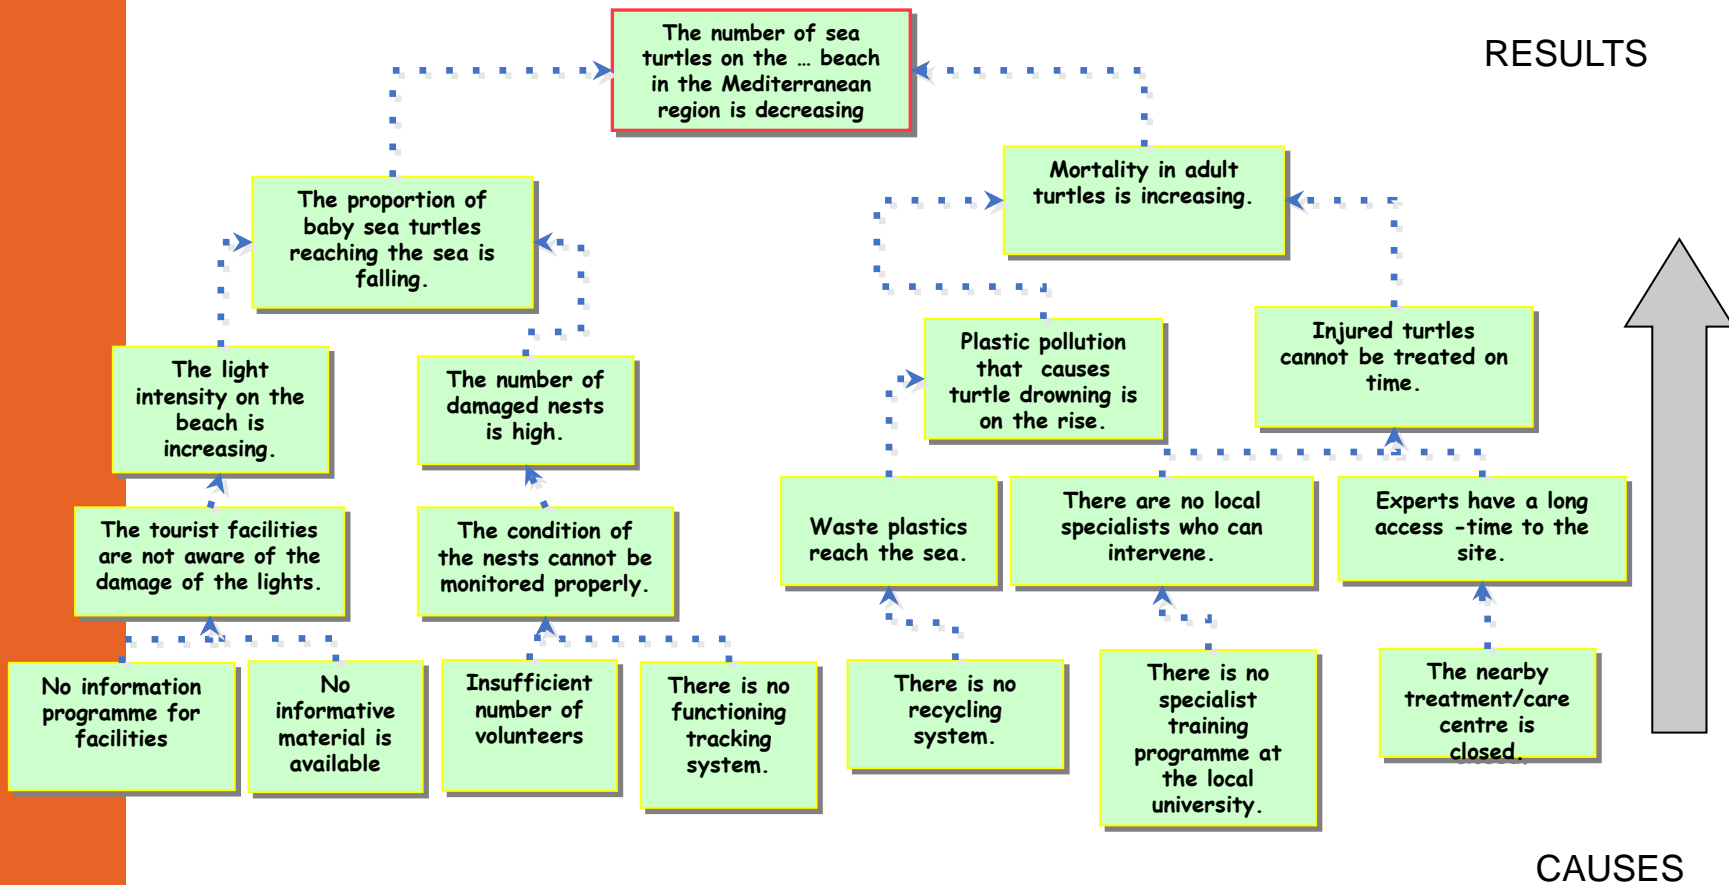 The number of sea
turtles on the … beach
in the Mediterranean
region is decreasing
RESULTS
Mortality in adult
turtles is increasing.
The proportion of
baby sea turtles
reaching the sea is
falling.
The light
intensity on the
beach is
increasing.
The number of
damaged nests
is high.
Plastic pollution
that causes
turtle drowning is
on the rise.
Injured turtles
cannot be treated on
time.
The tourist facilities
are not aware of the
damage of the lights.
The condition of
the nests cannot be
monitored properly.
Waste plastics
reach the sea.
There are no local
specialists who can
intervene.
Experts have a long
access -time to the
site.
No information
programme for
facilities
No
informative
material is
available
Insufficient
number of
volunteers
There is no
functioning
tracking
system.
There is no
recycling
system.
There is no
specialist
training
programme at
the local
university.
The nearby
treatment/care
centre is
closed.
CAUSES